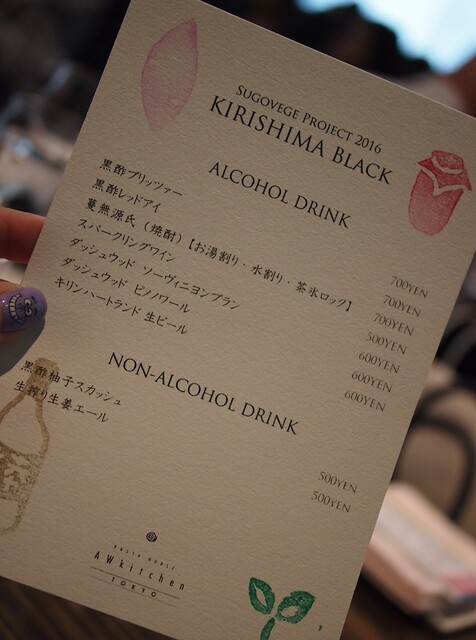 SUGOVEGE PROJECT 2016
KIRISHIMA BLACK
ALCOHOL DRINK
黒酢ブリッツァー 700YEN
黒酢レッドアイ 700YEN
蔓無源氏(焼酎)【お湯割り・水割り・茶氷ロック】 700YEN
スパークリングワイン 500YEN
ダッシュウッド ソーヴィニヨンブラン 600YEN
ダッシュウッド ピノノワール 600YEN
キリンハートランド 生ビール 600YEN
NON-ALCOHOL DRINK
黒酢柚子スカッシュ 500YEN
生搾り生姜エール 500YEN
AWkitchen
TOKYO